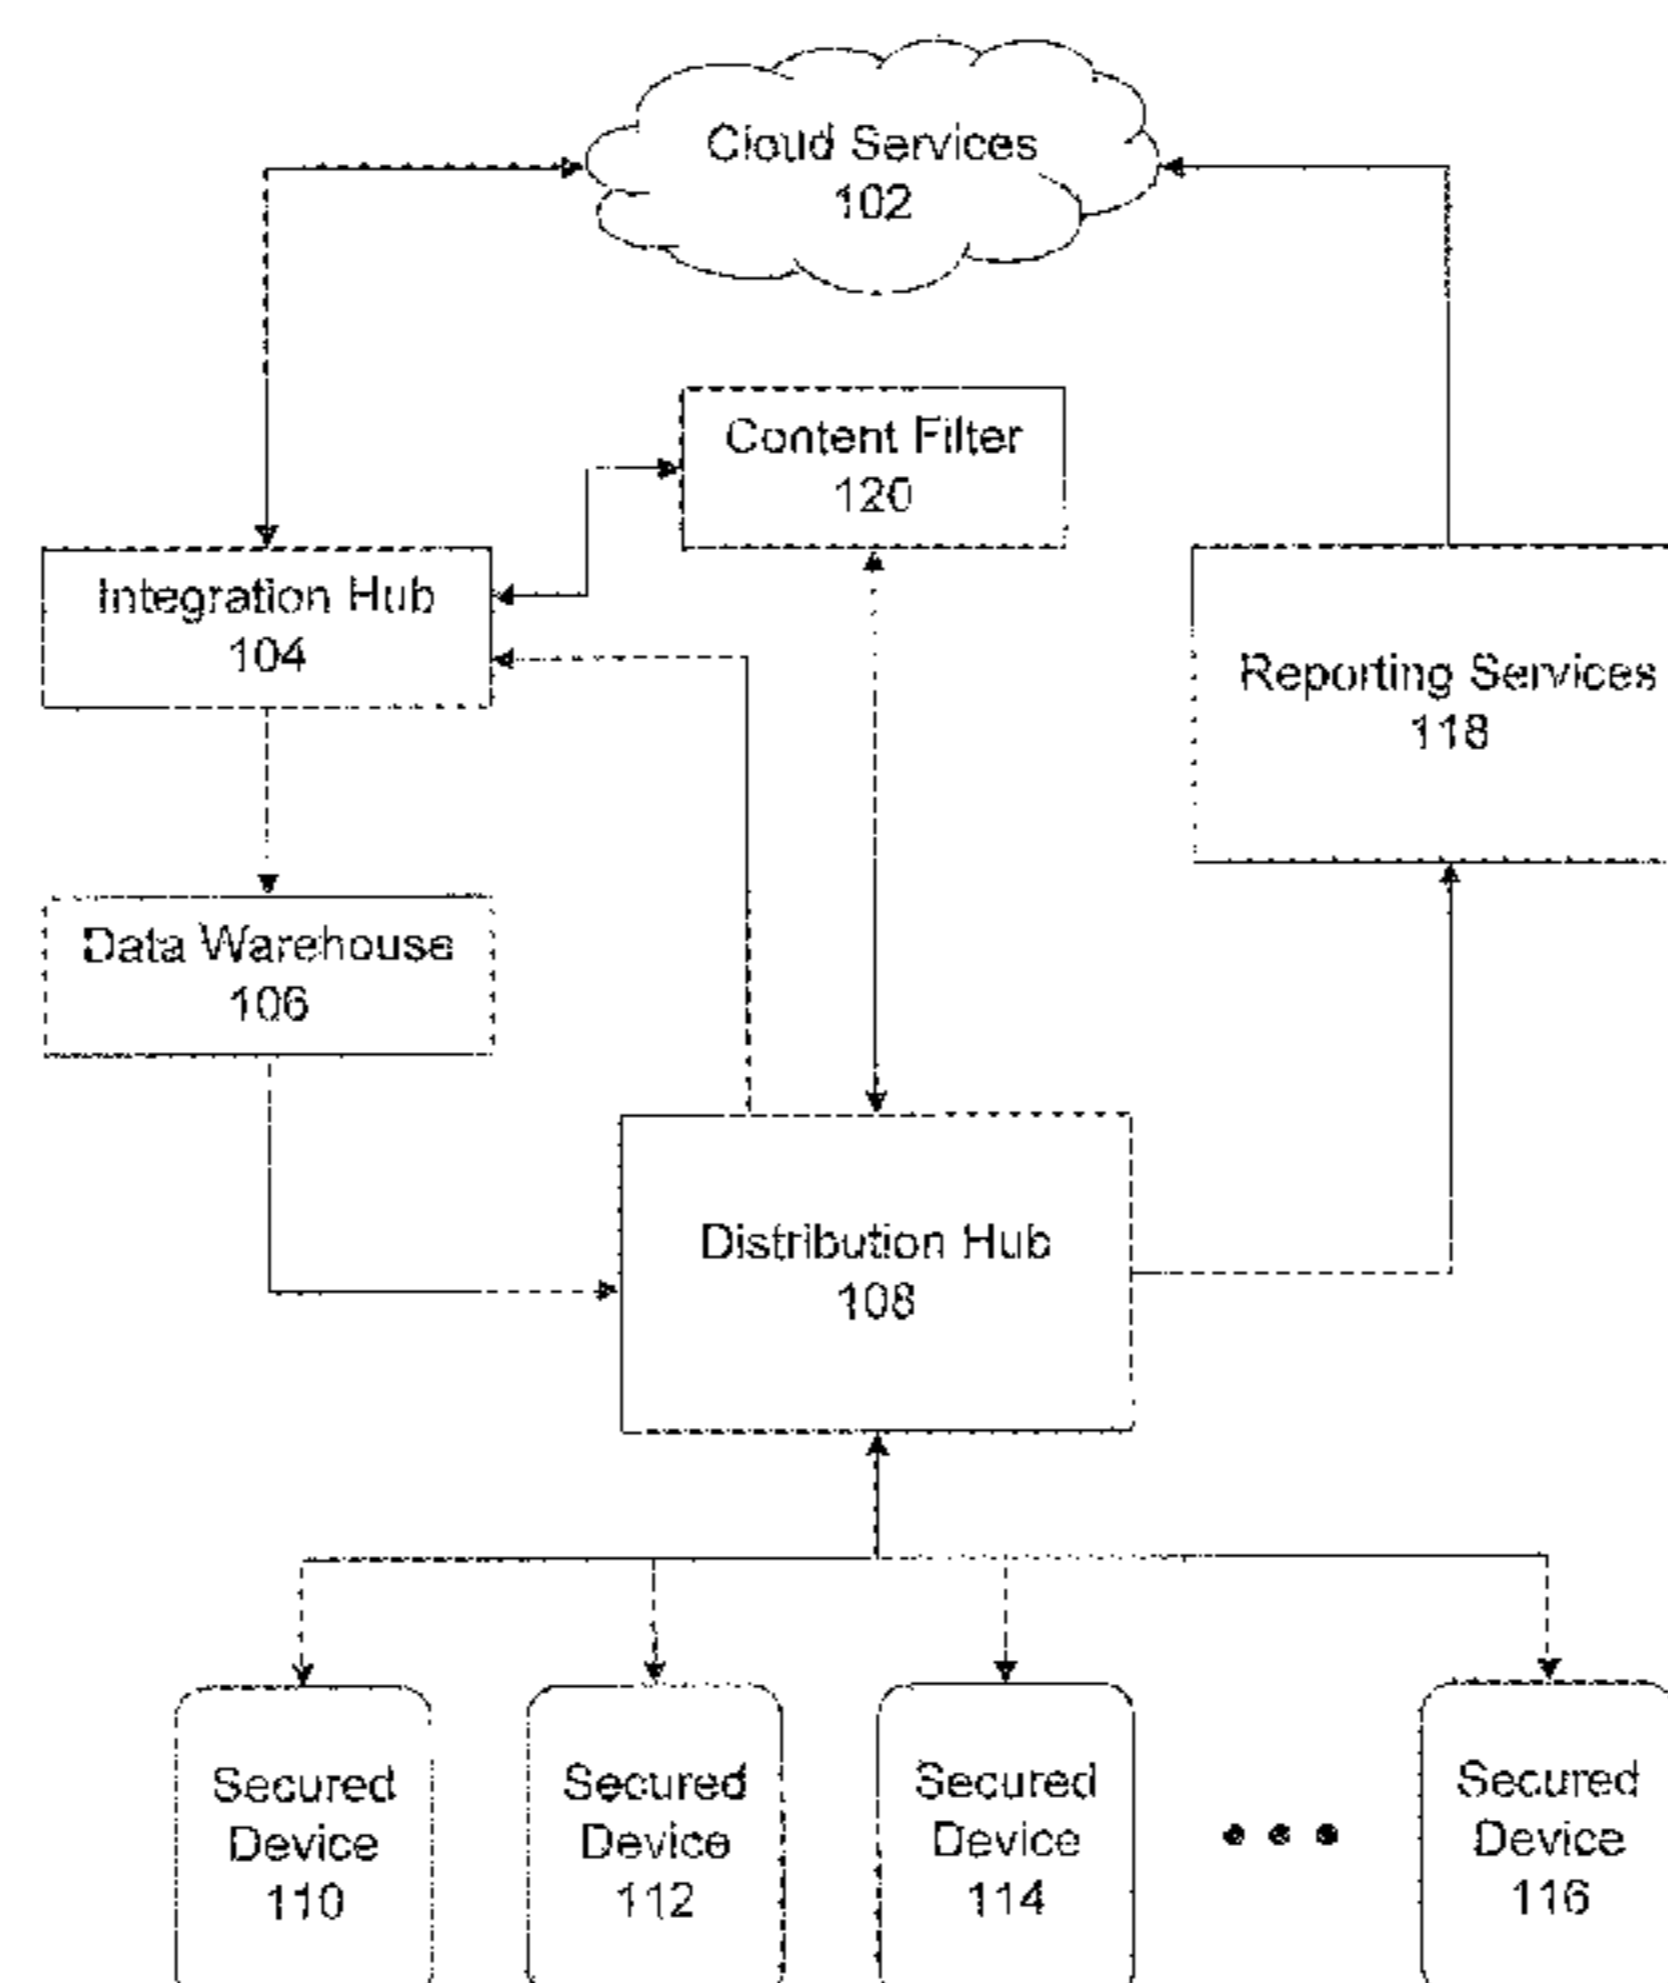 Cloud Services
102
Content Filter
120
Integration Hub
104
Reporting Services
118
Data Warehouse
106
Distribution Hub
108
Secured
Device
110
Secured
Device
112
Secured
Device
114
Secured
Device
116